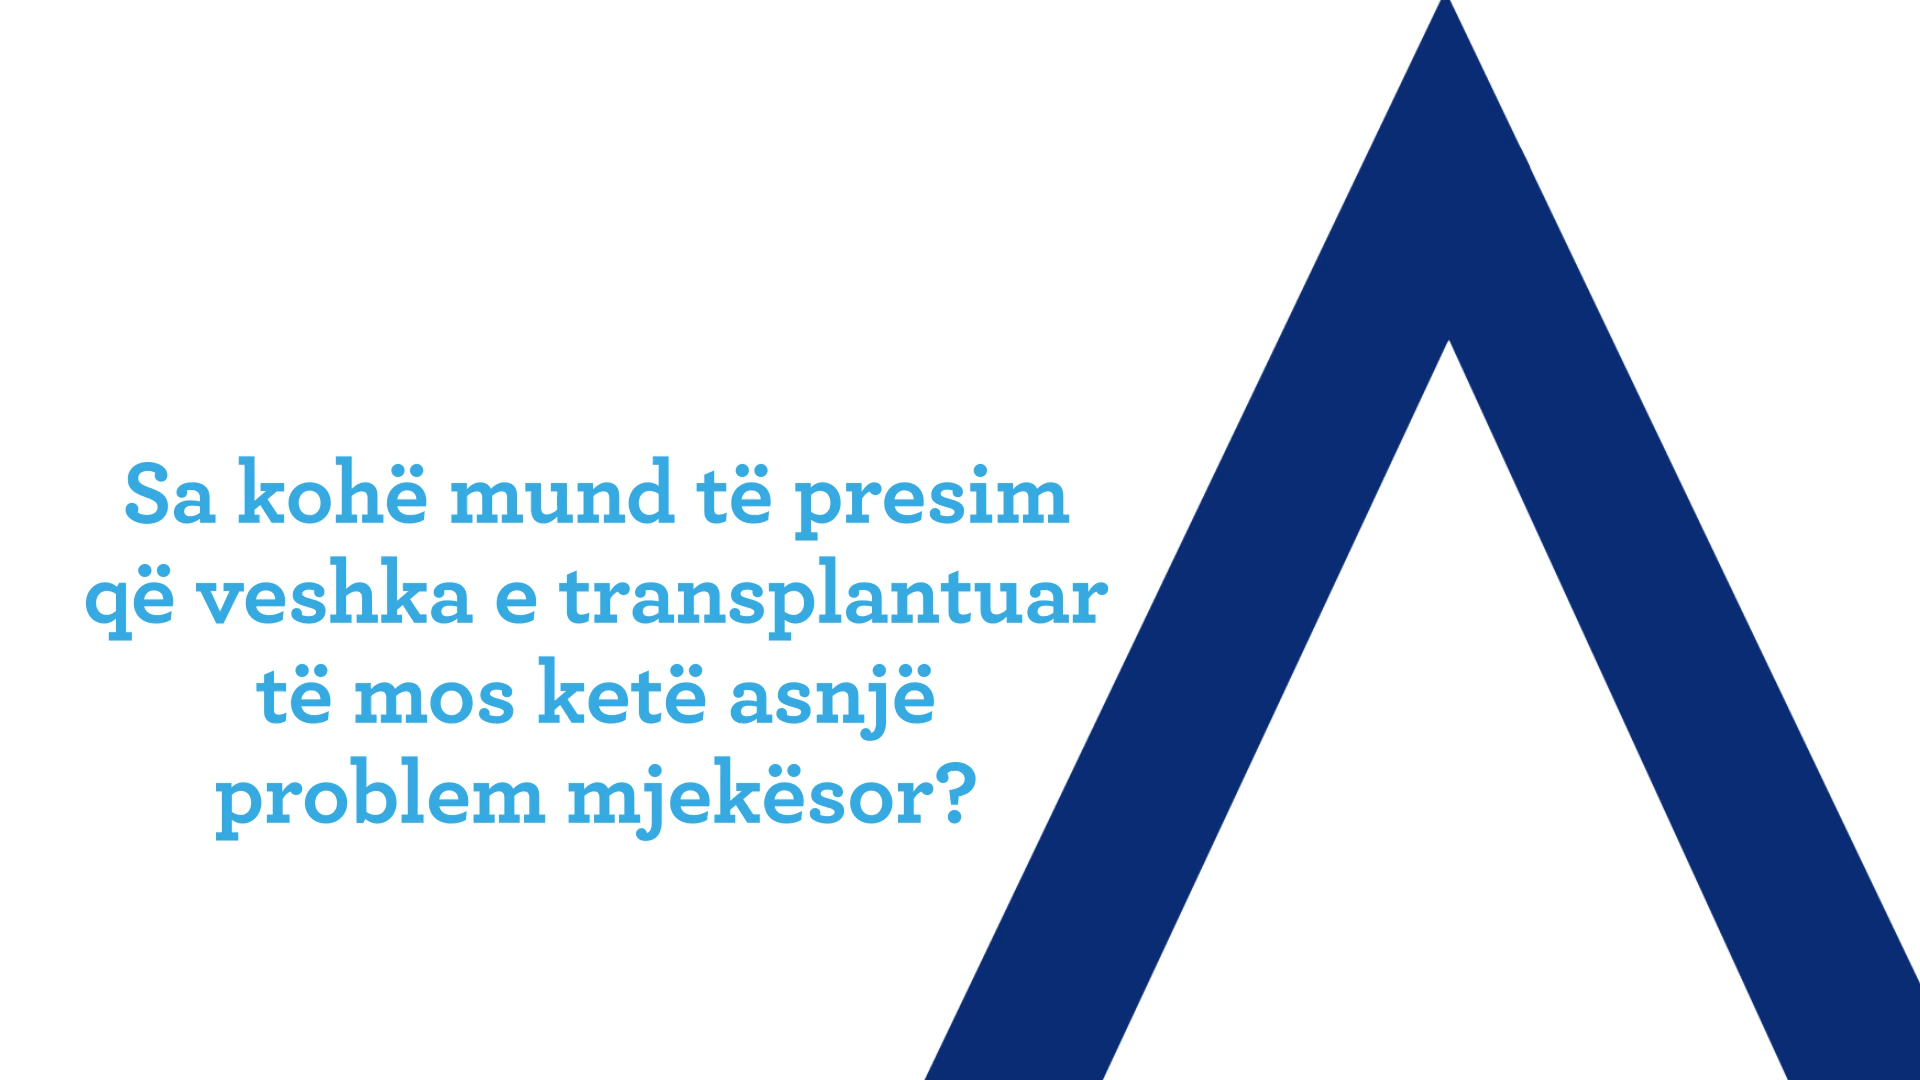 Sa kohë mund të presim
që veshka e transplantuar
të mos ketë asnjë
problem mjekësor?